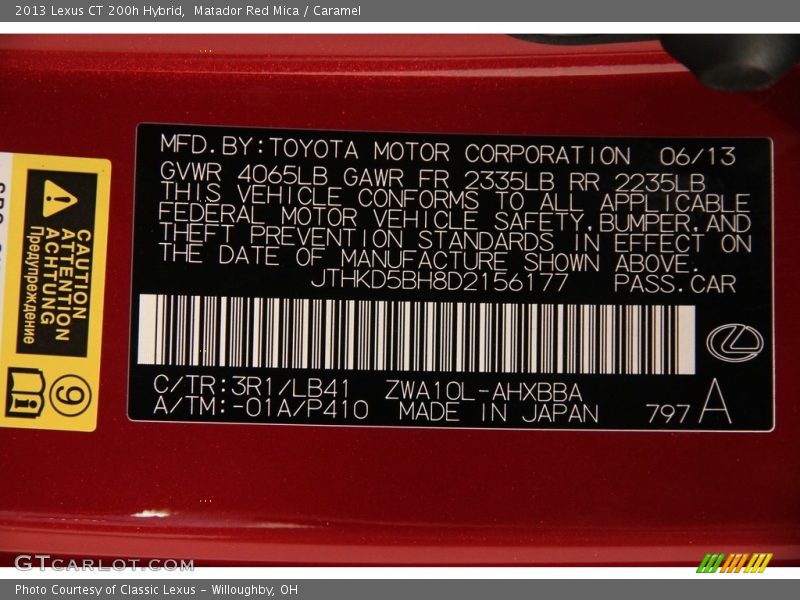 2013 Lexus CT 200h Hybrid,  Matador Red Mica / Caramel
MFD.BY:TOYOTA MOTOR CORPORATION 06/13
GVWR 4065LB GAWR FR 2335LB RR 2235LB
THIS VEHICLE CONFORMS TO ALL APPLICABLE
FEDERAL MOTOR VEHICLE SAFETY,BUMPER,AND
THEFT PREVENTION STANDARDS IN EFFECT ON
THE DATE OF MANUFACTURE SHOWN ABOVE.
JTHKD5BH8D2156177 PASS.CAR
C/TR:3R1/LB41 ZWA10L-AHXBBA
A/TM:-01A/P410 MADE IN JAPAN 797 A
CAUTION
ATTENTION
ACHTUNG
Предупреждение
9
GTCARLOT.COM
Photo Courtesy of Classic Lexus - Willoughby, OH